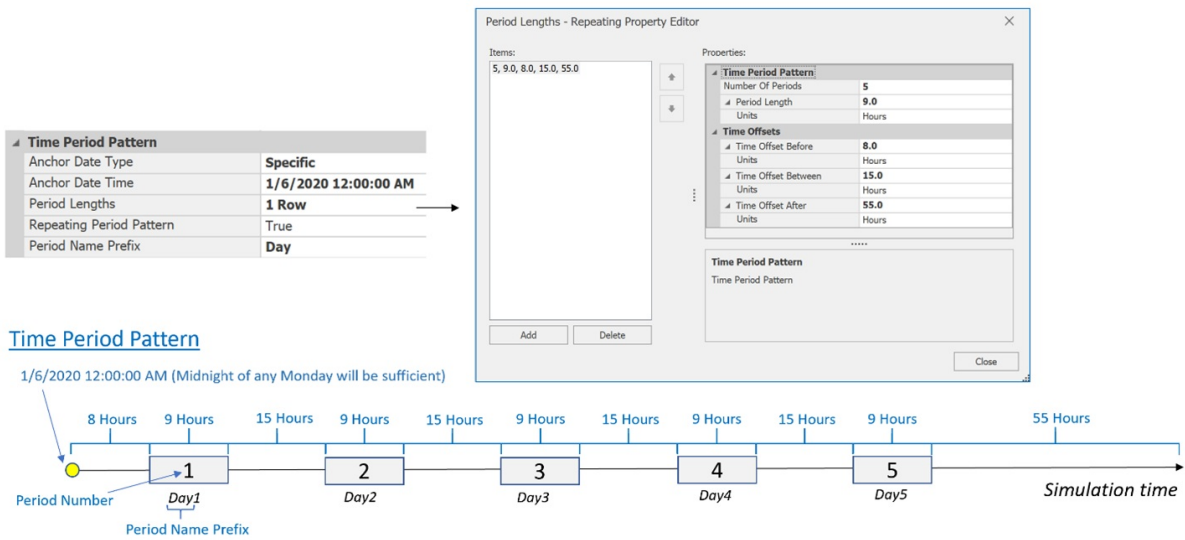 Period Lengths - Repeating Property Editor
Items:
5, 9.0, 8.0, 15.0, 55.0
Add
Delete
Properties:
Time Period Pattern
Number Of Periods 5
Period Length 9.0
Units Hours
Time Offsets
Time Offset Before 8.0
Units Hours
Time Offset Between 15.0
Units Hours
Time Offset After 55.0
Units Hours
Time Period Pattern
Time Period Pattern
Close
Time Period Pattern
Anchor Date Type Specific
Anchor Date Time 1/6/2020 12:00:00 AM
Period Lengths 1 Row
Repeating Period Pattern True
Period Name Prefix Day
Time Period Pattern
1/6/2020 12:00:00 AM (Midnight of any Monday will be sufficient)
8 Hours 9 Hours 15 Hours 9 Hours 15 Hours 9 Hours 15 Hours 9 Hours 15 Hours 9 Hours 55 Hours
1 2 3 4 5
Period Number
Day1 Day2 Day3 Day4 Day5
Simulation time
Period Name Prefix